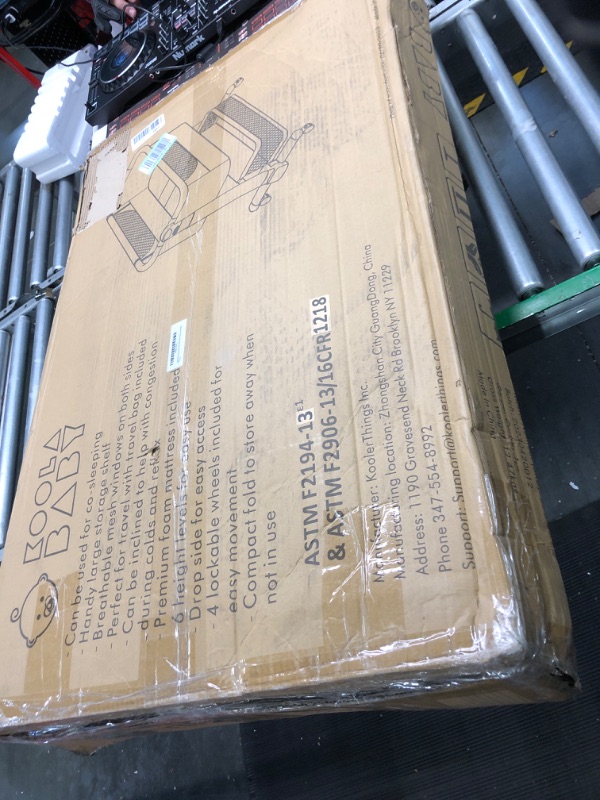 KOOLA
BABY
- Can be used for co-sleeping
- Handy large storage shelf
- Breathable mesh windows on both sides
- Perfect for travel with travel bag included
- Can be inclined to help with congestion
during colds and reflux
- Premium foam mattress included
- 6 height levels for easy use
- Drop side for easy access
- 4 lockable wheels included for
easy movement
- Compact fold to store away when
not in use
ASTM F2194-13ᵋ¹
& ASTM F2906-13/16CFR1218
Manufacturer: KoolerThings Inc.
Manufacturing location: Zhongshan City GuangDong, China
Address: 1190 Gravesend Neck Rd Brooklyn NY 11229
Phone 347-554-8992
Support: Support@koolerthings.com
Numark